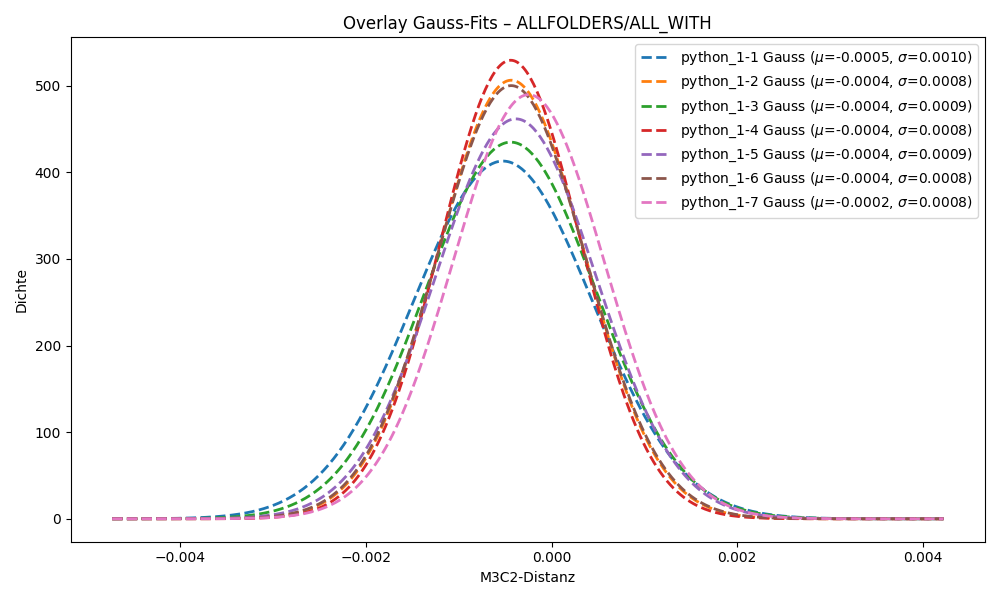 Overlay Gauss-Fits – ALLFOLDERS/ALL_WITH
python_1-1 Gauss (μ=-0.0005, σ=0.0010)
python_1-2 Gauss (μ=-0.0004, σ=0.0008)
python_1-3 Gauss (μ=-0.0004, σ=0.0009)
python_1-4 Gauss (μ=-0.0004, σ=0.0008)
python_1-5 Gauss (μ=-0.0004, σ=0.0009)
python_1-6 Gauss (μ=-0.0004, σ=0.0008)
python_1-7 Gauss (μ=-0.0002, σ=0.0008)
Dichte
500
400
300
200
100
0
−0.004 −0.002 0.000 0.002 0.004
M3C2-Distanz